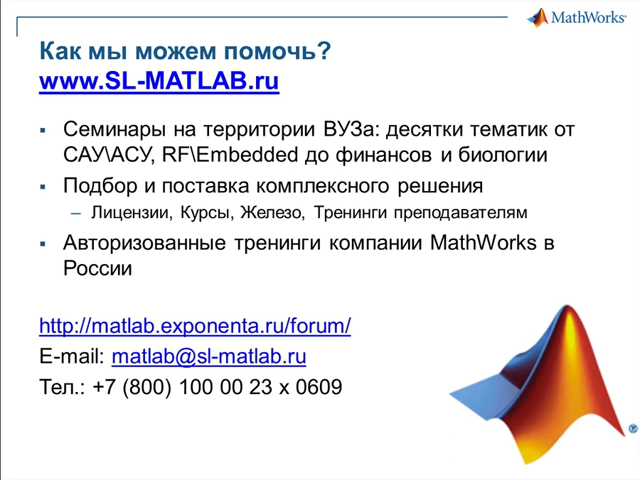 MathWorks®
Как мы можем помочь?
www.SL-MATLAB.ru
Семинары на территории ВУЗа: десятки тематик от
САУ\АСУ, RF\Embedded до финансов и биологии
Подбор и поставка комплексного решения
– Лицензии, Курсы, Железо, Тренинги преподавателям
Авторизованные тренинги компании MathWorks в
России
http://matlab.exponenta.ru/forum/
E-mail: matlab@sl-matlab.ru
Тел.: +7 (800) 100 00 23 x 0609
®